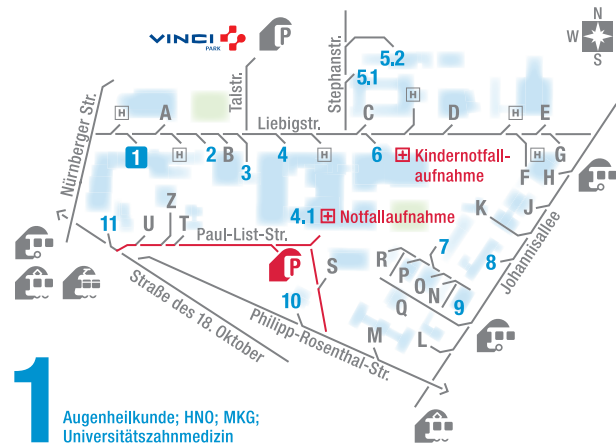 VINCI
PARK
P
N
W
S
5.2
5.1
Nürnberger Str.
Talstr.
Stephanstr.
H
A
C
H
D
H
E
Liebigstr.
1
H
2
B
3
4
H
6
Kindernotfall-
aufnahme
H
F
G
H
4.1
Notfallaufnahme
K
J
Johannisallee
11
U
Z
T
Paul-List-Str.
P
S
R
P
O
N
Q
7
8
9
10
Straße des 18. Oktober
Philipp-Rosenthal-Str.
M
L
1
Augenheilkunde; HNO; MKG;
Universitätszahnmedizin